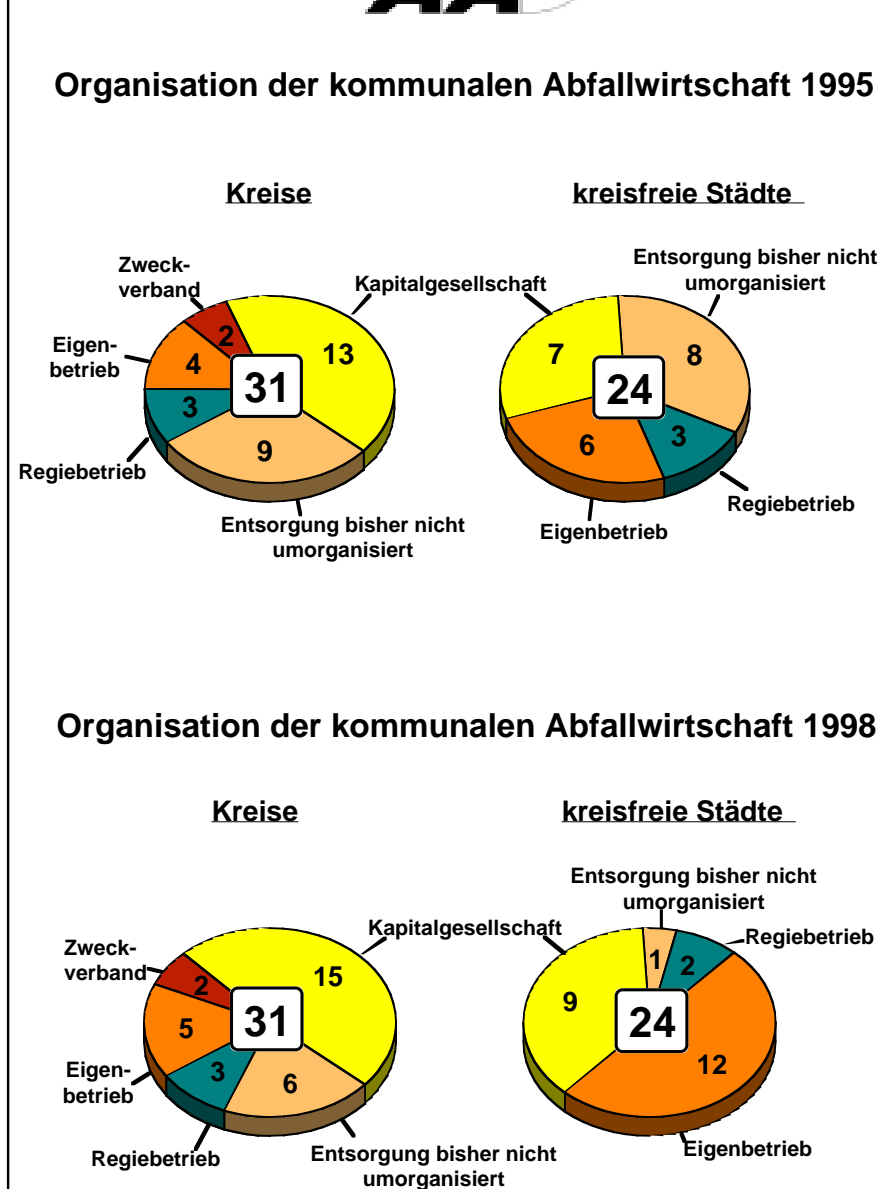 Organisation der kommunalen Abfallwirtschaft 1995
Kreise
Zweck-
verband
Kapitalgesellschaft
Eigen-
betrieb
Regiebetrieb
Entsorgung bisher nicht
umorganisiert
2
13
4
31
3
9
kreisfreie Städte
Entsorgung bisher nicht
umorganisiert
7
8
24
6
3
Regiebetrieb
Eigenbetrieb
Organisation der kommunalen Abfallwirtschaft 1998
Kreise
Zweck-
verband
Kapitalgesellschaft
Eigen-
betrieb
Regiebetrieb
Entsorgung bisher nicht
umorganisiert
2
15
5
31
3
6
kreisfreie Städte
Entsorgung bisher nicht
umorganisiert
Regiebetrieb
1
2
9
24
12
Eigenbetrieb